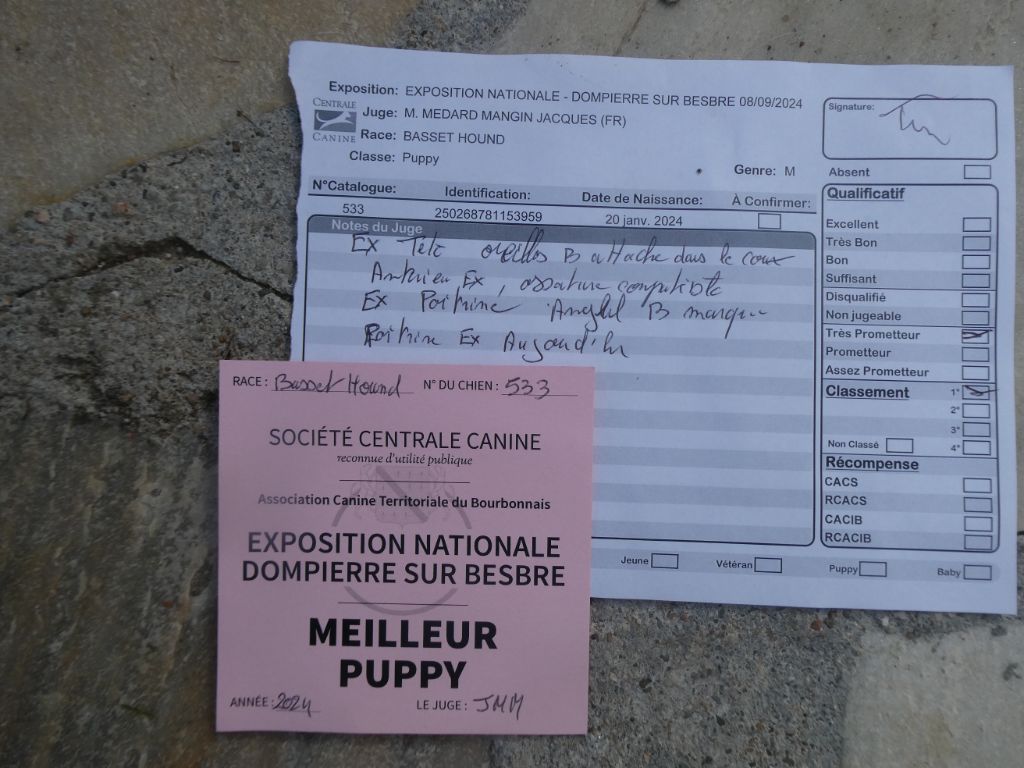 Exposition: EXPOSITION NATIONALE - DOMPIERRE SUR BESBRE 08/09/2024
CENTRALE CANINE
Juge: M. MEDARD MANGIN JACQUES (FR)
Race: BASSET HOUND
Classe: Puppy
Genre: M
Signature:
Absent
N°Catalogue: Identification: Date de Naissance: À Confirmer:
533 250268781153959 20 janv. 2024
Notes du Juge
Ex Tete oreilles B attache dans le
Ex, ossature
Ex Poitrine B
Poitrine Ex Aujourd'hu
Qualificatif
Excellent
Très Bon
Bon
Suffisant
Disqualifié
Non jugeable
Très Prometteur
Prometteur
Assez Prometteur
Classement 1°
2°
3°
Non Classé 4°
Récompense
CACS
RCACS
CACIB
RCACIB
Jeune Vétéran Puppy Baby
RACE: Basset Hound N° DU CHIEN: 533
SOCIÉTÉ CENTRALE CANINE
reconnue d'utilité publique
Association Canine Territoriale du Bourbonnais
EXPOSITION NATIONALE
DOMPIERRE SUR BESBRE
MEILLEUR
PUPPY
ANNÉE: 2024 LE JUGE: JMM